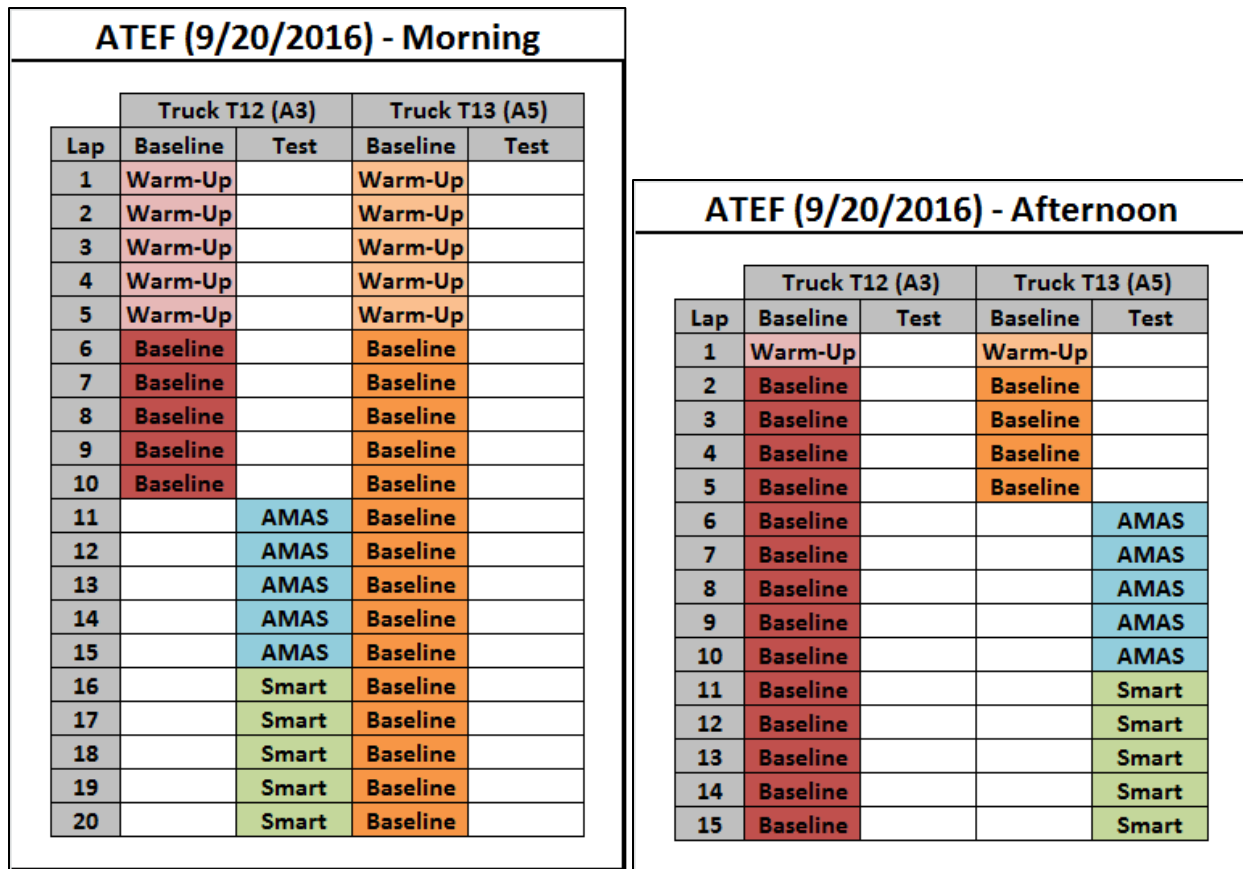 ATEF (9/20/2016) - Morning
Truck T12 (A3) Truck T13 (A5)
Lap Baseline Test Baseline Test
1 Warm-Up Warm-Up
2 Warm-Up Warm-Up
3 Warm-Up Warm-Up
4 Warm-Up Warm-Up
5 Warm-Up Warm-Up
6 Baseline Baseline
7 Baseline Baseline
8 Baseline Baseline
9 Baseline Baseline
10 Baseline Baseline
11 AMAS Baseline
12 AMAS Baseline
13 AMAS Baseline
14 AMAS Baseline
15 AMAS Baseline
16 Smart Baseline
17 Smart Baseline
18 Smart Baseline
19 Smart Baseline
20 Smart Baseline
ATEF (9/20/2016) - Afternoon
Truck T12 (A3) Truck T13 (A5)
Lap Baseline Test Baseline Test
1 Warm-Up Warm-Up
2 Baseline Baseline
3 Baseline Baseline
4 Baseline Baseline
5 Baseline Baseline
6 Baseline AMAS
7 Baseline AMAS
8 Baseline AMAS
9 Baseline AMAS
10 Baseline AMAS
11 Baseline Smart
12 Baseline Smart
13 Baseline Smart
14 Baseline Smart
15 Baseline Smart